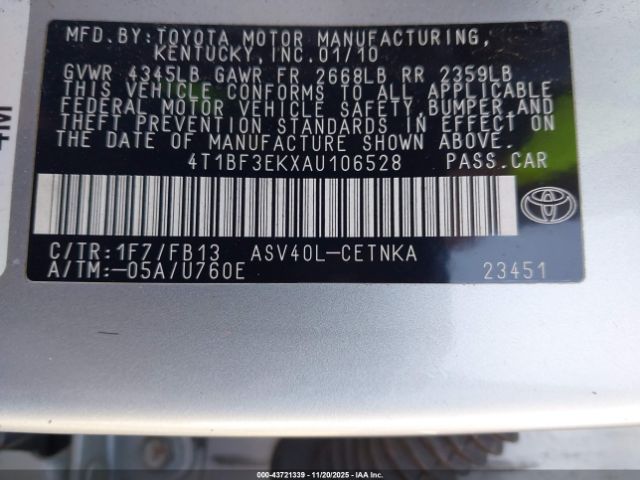 MFD. BY: TOYOTA MOTOR MANUFACTURING,
KENTUCKY, INC. 01/10
GVWR 4345LB GAWR FR 2668LB RR 2359LB
THIS VEHICLE CONFORMS TO ALL APPLICABLE
FEDERAL MOTOR VEHICLE SAFETY, BUMPER AND
THEFT PREVENTION STANDARDS IN EFFECT ON
THE DATE OF MANUFACTURE SHOWN ABOVE.
4T1BF3EKXAU106528 PASS.CAR
C/TR:1F7/FB13 ASV40L-CETNKA
A/TM:-05A/U760E 23451
© IAA 43721339 | 11/20/2025 - IAAI.COM